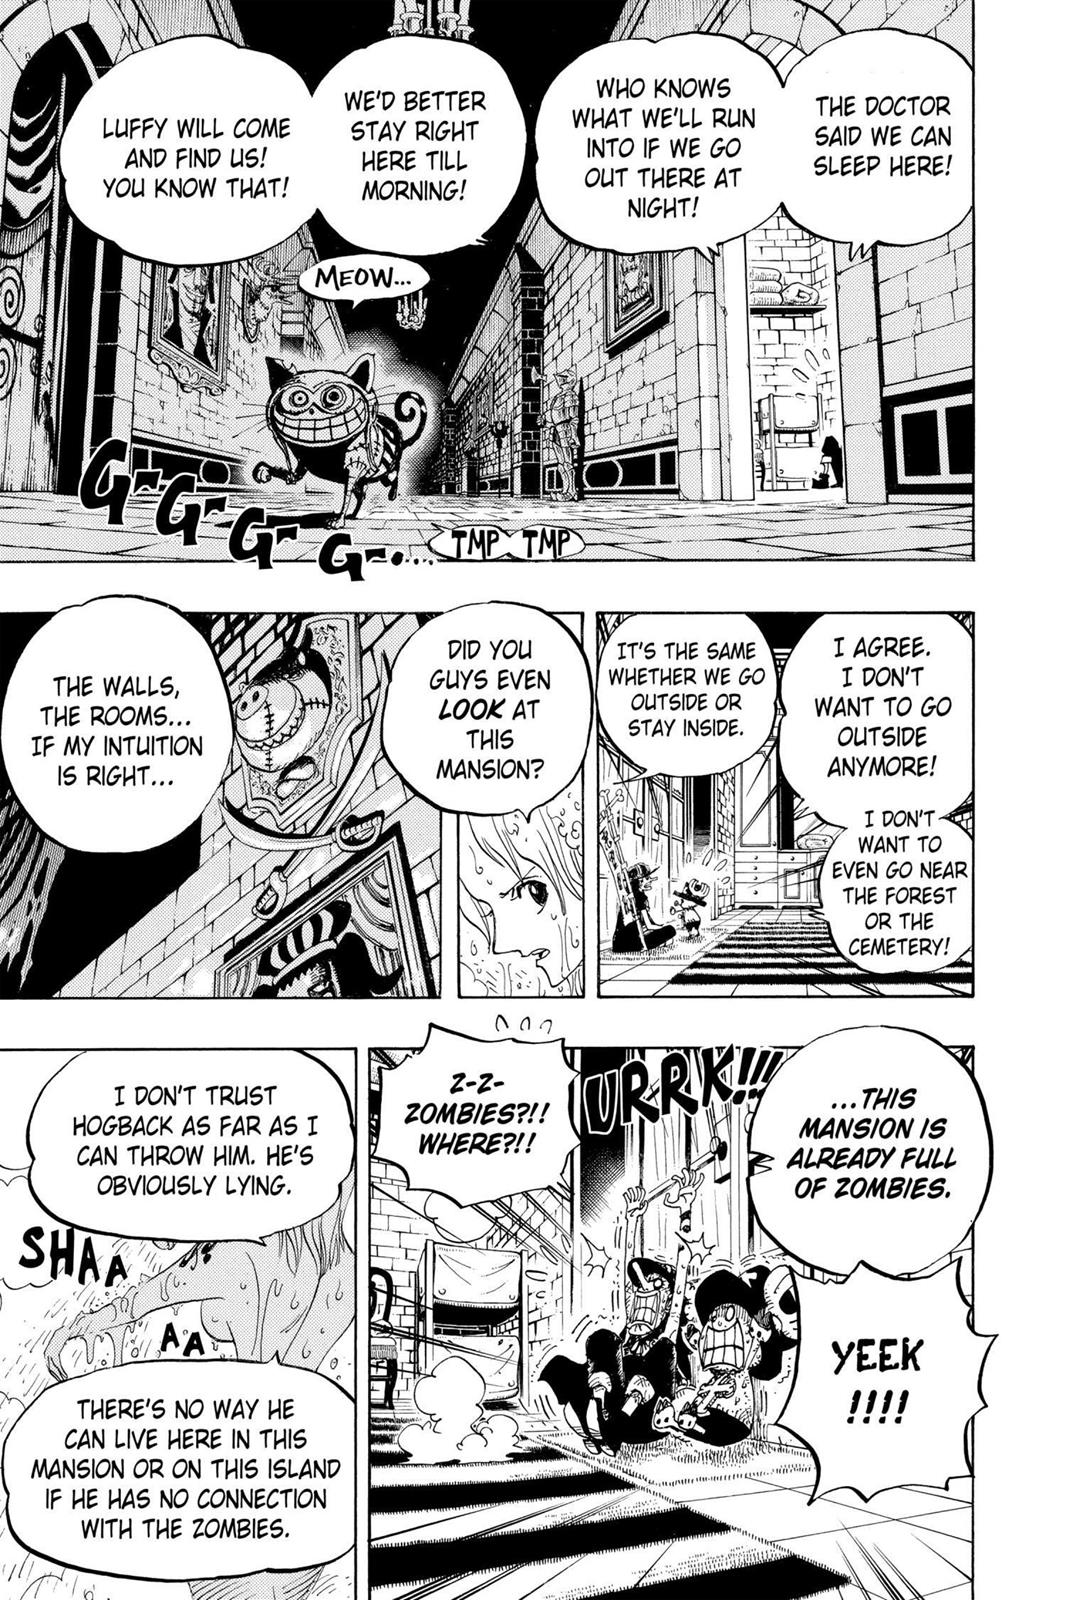 THE DOCTOR
SAID WE CAN
SLEEP HERE!
WHO KNOWS
WHAT WE'LL RUN
INTO IF WE GO
OUT THERE AT
NIGHT!
WE'D BETTER
STAY RIGHT
HERE TILL
MORNING!
LUFFY WILL COME
AND FIND US!
YOU KNOW THAT!
MEOW...
G-G-G-G-...
TMP TMP
I AGREE.
I DON'T
WANT TO GO
OUTSIDE
ANYMORE!
I DON'T
WANT TO
EVEN GO NEAR
THE FOREST
OR THE
CEMETERY!
IT'S THE SAME
WHETHER WE GO
OUTSIDE OR
STAY INSIDE.
DID YOU
GUYS EVEN
LOOK AT
THIS
MANSION?
THE WALLS,
THE ROOMS...
IF MY INTUITION
IS RIGHT...
...THIS
MANSION IS
ALREADY FULL
OF ZOMBIES.
URRK!!!
YEEK
!!!!
Z-Z-
ZOMBIES?!!
WHERE?!!
I DON'T TRUST
HOGBACK AS FAR AS I
CAN THROW HIM. HE'S
OBVIOUSLY LYING.
SHAA
AA
THERE'S NO WAY HE
CAN LIVE HERE IN THIS
MANSION OR ON THIS ISLAND
IF HE HAS NO CONNECTION
WITH THE ZOMBIES.